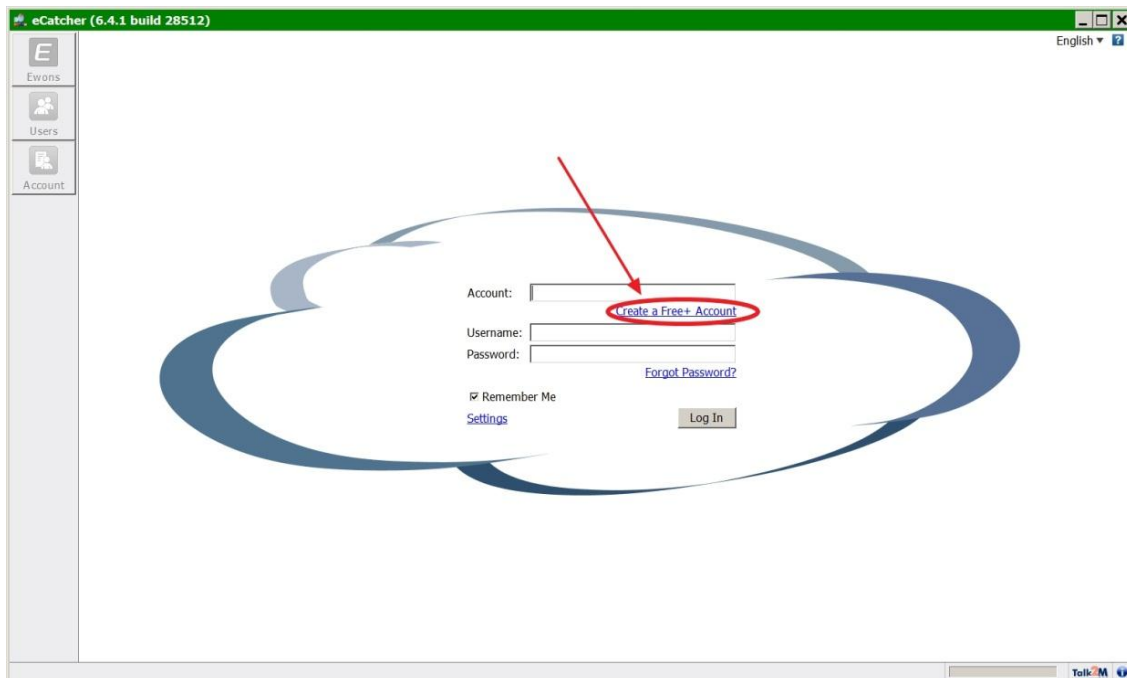 eCatcher (6.4.1 build 28512)
English
E
Ewons
Users
Account
Account:
Create a Free+ Account
Username:
Password:
Forgot Password?
Remember Me
Settings
Log In
Talk2M